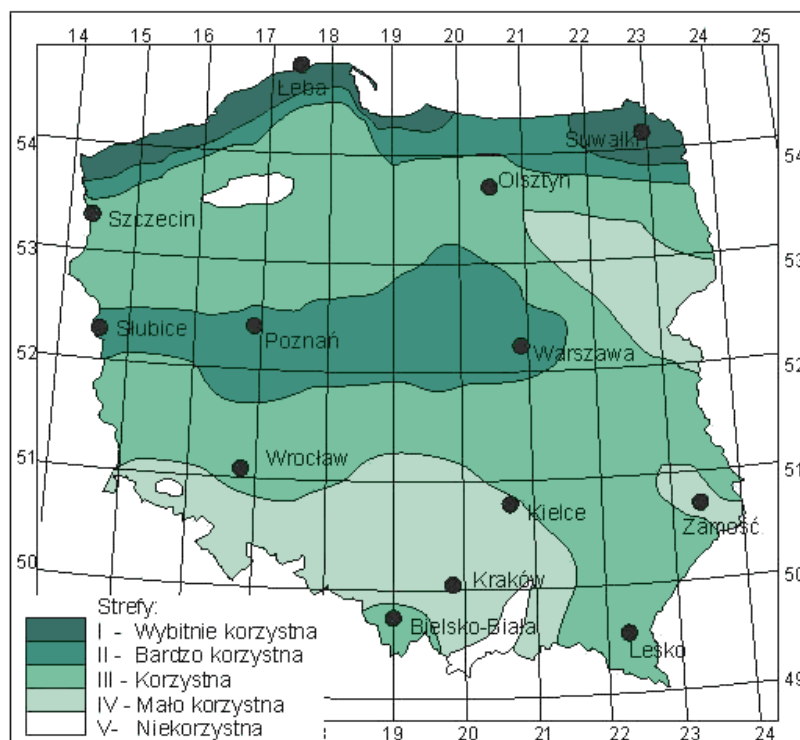 14 15 16 17 18 19 20 21 22 23 24 25
Łeba
54 Suwałki 54
Olsztyn
Szczecin
53 53
Słubice Poznań Warszawa
52 52
Wrocław
51 51
Kielce Zamość
50 Kraków 50
Bielsko-Biała Lesko
Strefy:
I - Wybitnie korzystna
II - Bardzo korzystna
III - Korzystna
IV - Mało korzystna 49
V- Niekorzystna
19 20 21 22 23 24